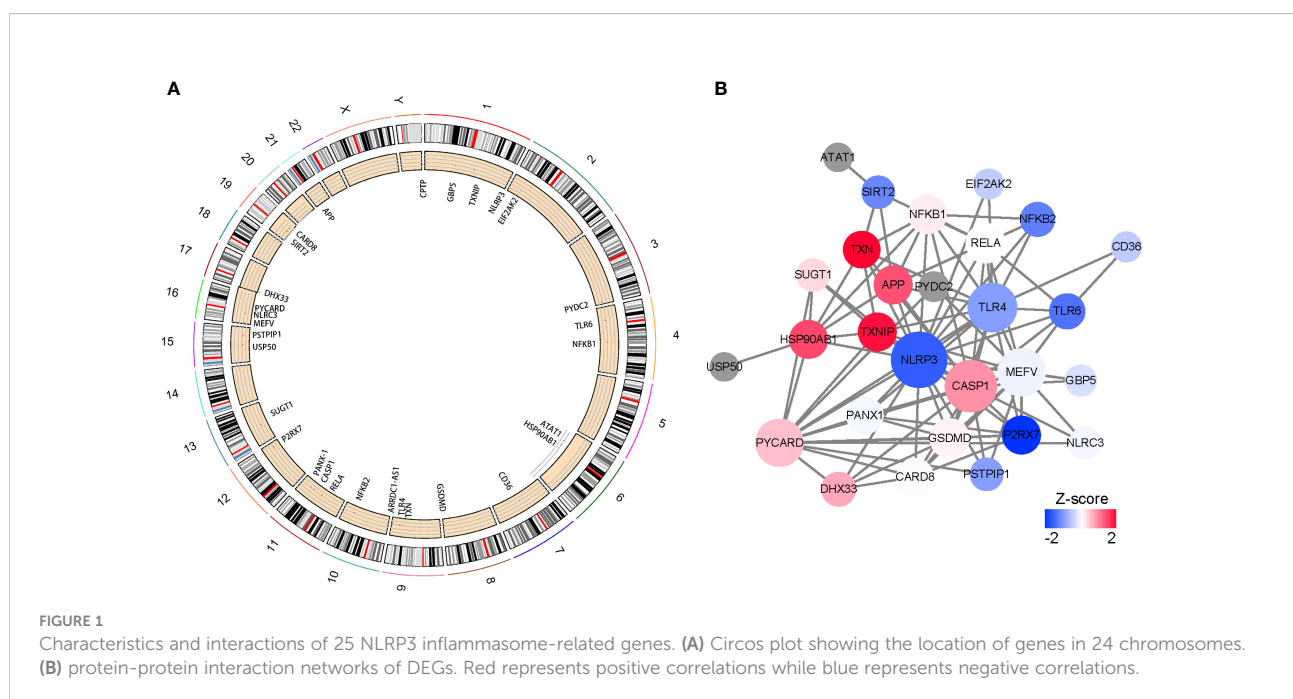 A
B
1
2
3
4
5
6
7
8
9
10
11
12
13
14
15
16
17
18
19
20
21
22
X
Y
CPTP
GBP5
TXNIP
NLRP3
EIF2AK2
PYDC2
TLR6
NFKB1
ATAT1
HSP90AB1
CD36
GSDMD
TXN
TLR4
ARRDC1-AS1
NFKB2
RELA
CASP1
PANX-1
P2RX7
SUGT1
USP50
PSTPIP1
MEFV
NLRC3
PYCARD
DHX33
SIRT2
CARD8
APP
ATAT1
SIRT2
EIF2AK2
NFKB1
NFKB2
RELA
CD36
TXN
SUGT1
APP
PYDC2
TLR4
TLR6
HSP90AB1
TXNIP
NLRP3
USP50
CASP1
MEFV
GBP5
PANX1
PYCARD
GSDMD
P2RX7
NLRC3
CARD8
PSTPIP1
DHX33
Z-score
-2 2
FIGURE 1
Characteristics and interactions of 25 NLRP3 inflammasome-related genes. (A) Circos plot showing the location of genes in 24 chromosomes.
(B) protein-protein interaction networks of DEGs. Red represents positive correlations while blue represents negative correlations.